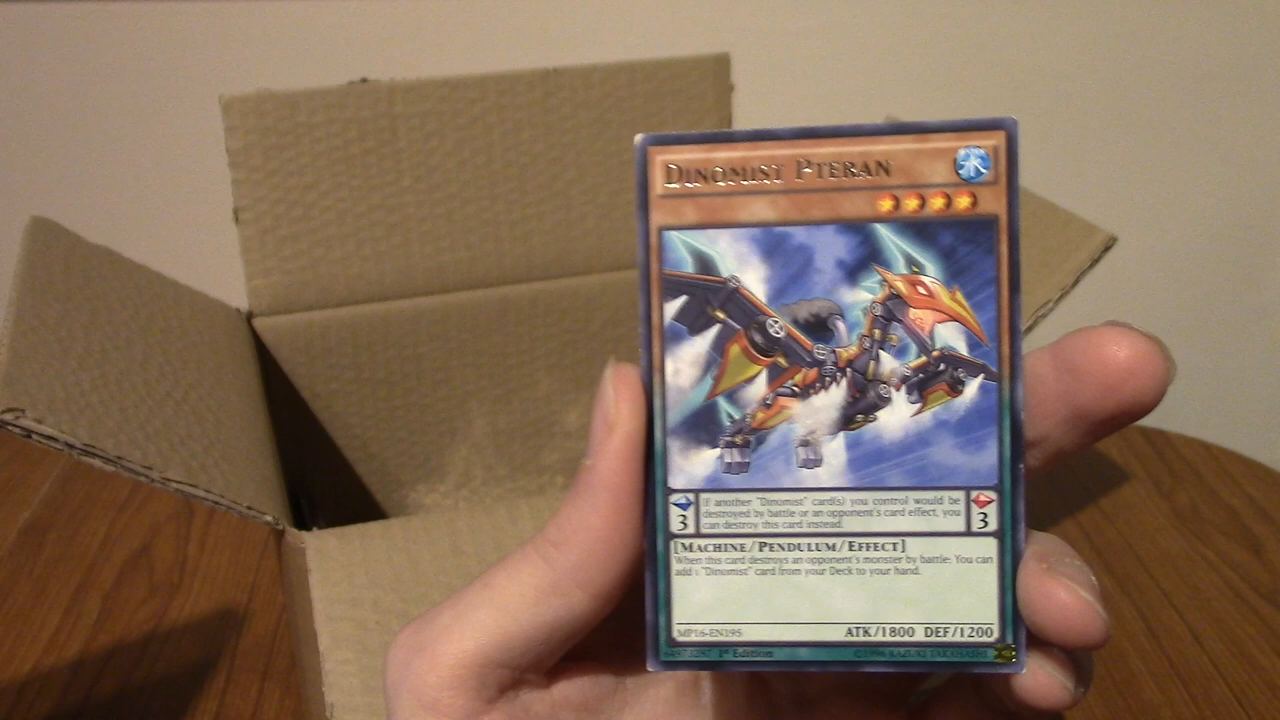 DINOMIST PTERAN
水
If another "Dinomist" card(s) you control would be
destroyed by battle or an opponent's card effect, you
can destroy this card instead.
3
3
[MACHINE/PENDULUM/EFFECT]
When this card destroys an opponent's monster by battle: You can
add 1 "Dinomist" card from your Deck to your hand.
MP16-EN195
ATK/1800 DEF/1200
1st Edition
©1996 KAZUKI TAKAHASHI